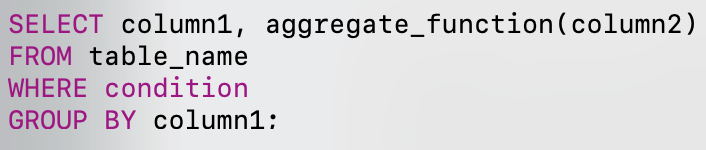 SELECT column1, aggregate_function(column2)
FROM table_name
WHERE condition
GROUP BY column1: